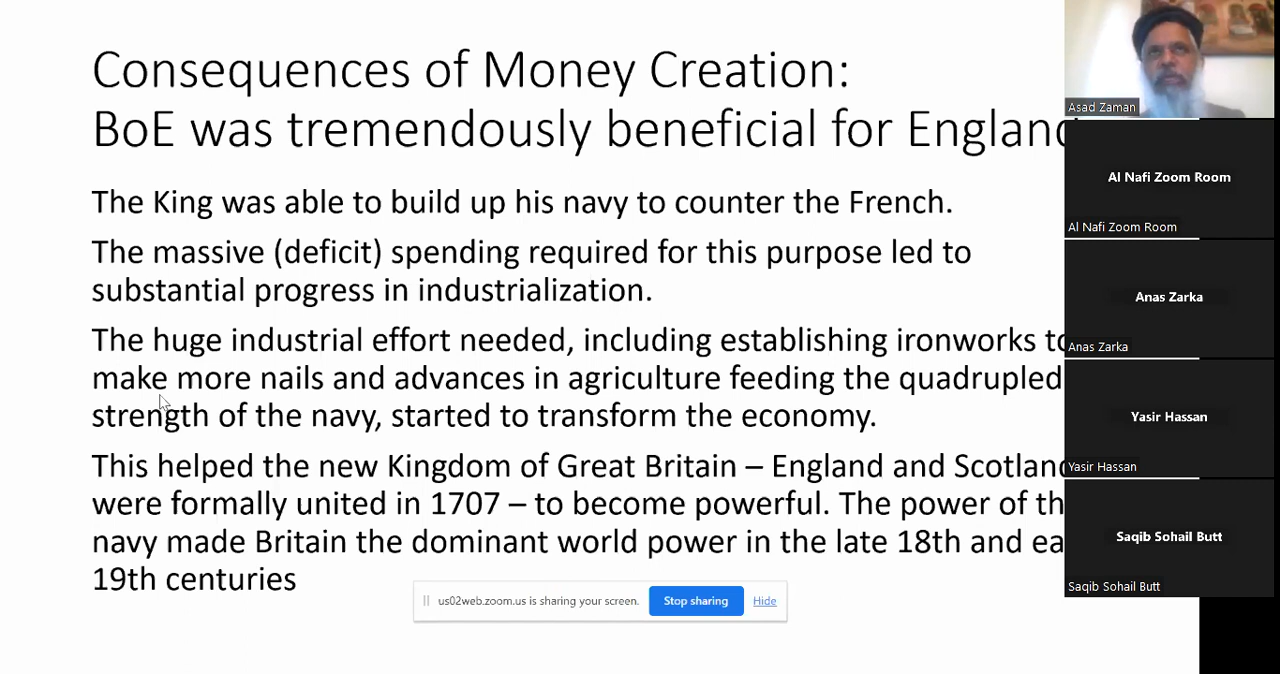 Consequences of Money Creation:
BoE was tremendously beneficial for England
The King was able to build up his navy to counter the French.
The massive (deficit) spending required for this purpose led to
substantial progress in industrialization.
The huge industrial effort needed, including establishing ironworks to
make more nails and advances in agriculture feeding the quadrupled
strength of the navy, started to transform the economy.
This helped the new Kingdom of Great Britain – England and Scotland
were formally united in 1707 – to become powerful. The power of th
navy made Britain the dominant world power in the late 18th and ea
19th centuries
us02web.zoom.us is sharing your screen.
Stop sharing
Hide
Asad Zaman
Al Nafi Zoom Room
Al Nafi Zoom Room
Anas Zarka
Anas Zarka
Yasir Hassan
Yasir Hassan
Saqib Sohail Butt
Saqib Sohail Butt